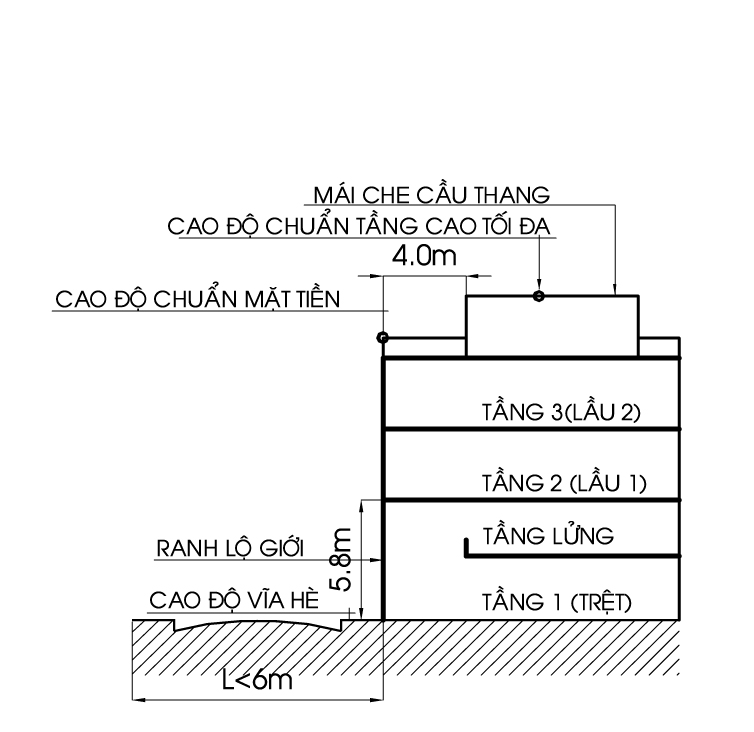 MÁI CHE CẦU THANG
CAO ĐỘ CHUẨN TẦNG CAO TỐI ĐA
4.0m
CAO ĐỘ CHUẨN MẶT TIỀN
TẦNG 3(LẦU 2)
TẦNG 2 (LẦU 1)
TẦNG LỬNG
RANH LỘ GIỚI
5.8m
CAO ĐỘ VĨA HÈ
TẦNG 1 (TRỆT)
L<6m